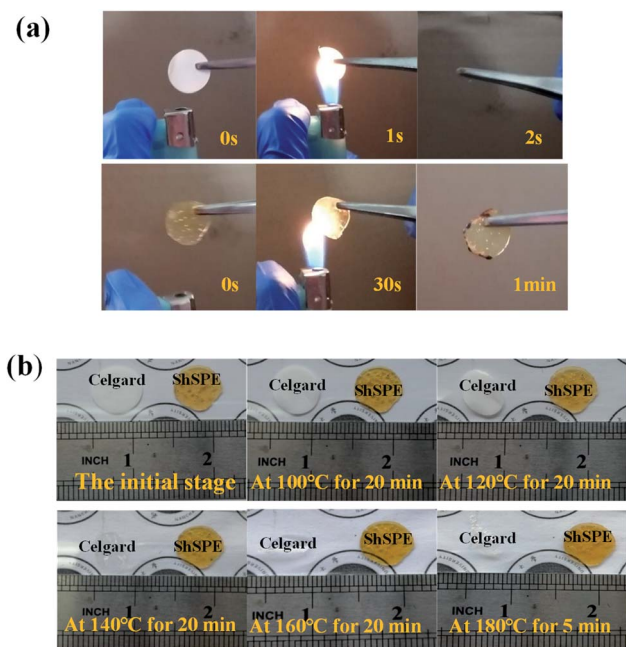 (a)
0s
1s
2s
0s
30s
1min
(b)
Celgard
ShSPE
INCH 1 2
The initial stage
Celgard
ShSPE
INCH 1 2
At 100℃ for 20 min
Celgard
ShSPE
INCH 1 2
At 120℃ for 20 min
Celgard
ShSPE
INCH 1 2
At 140℃ for 20 min
Celgard
ShSPE
INCH 1 2
At 160℃ for 20 min
Celgard
ShSPE
INCH 1 2
At 180℃ for 5 min